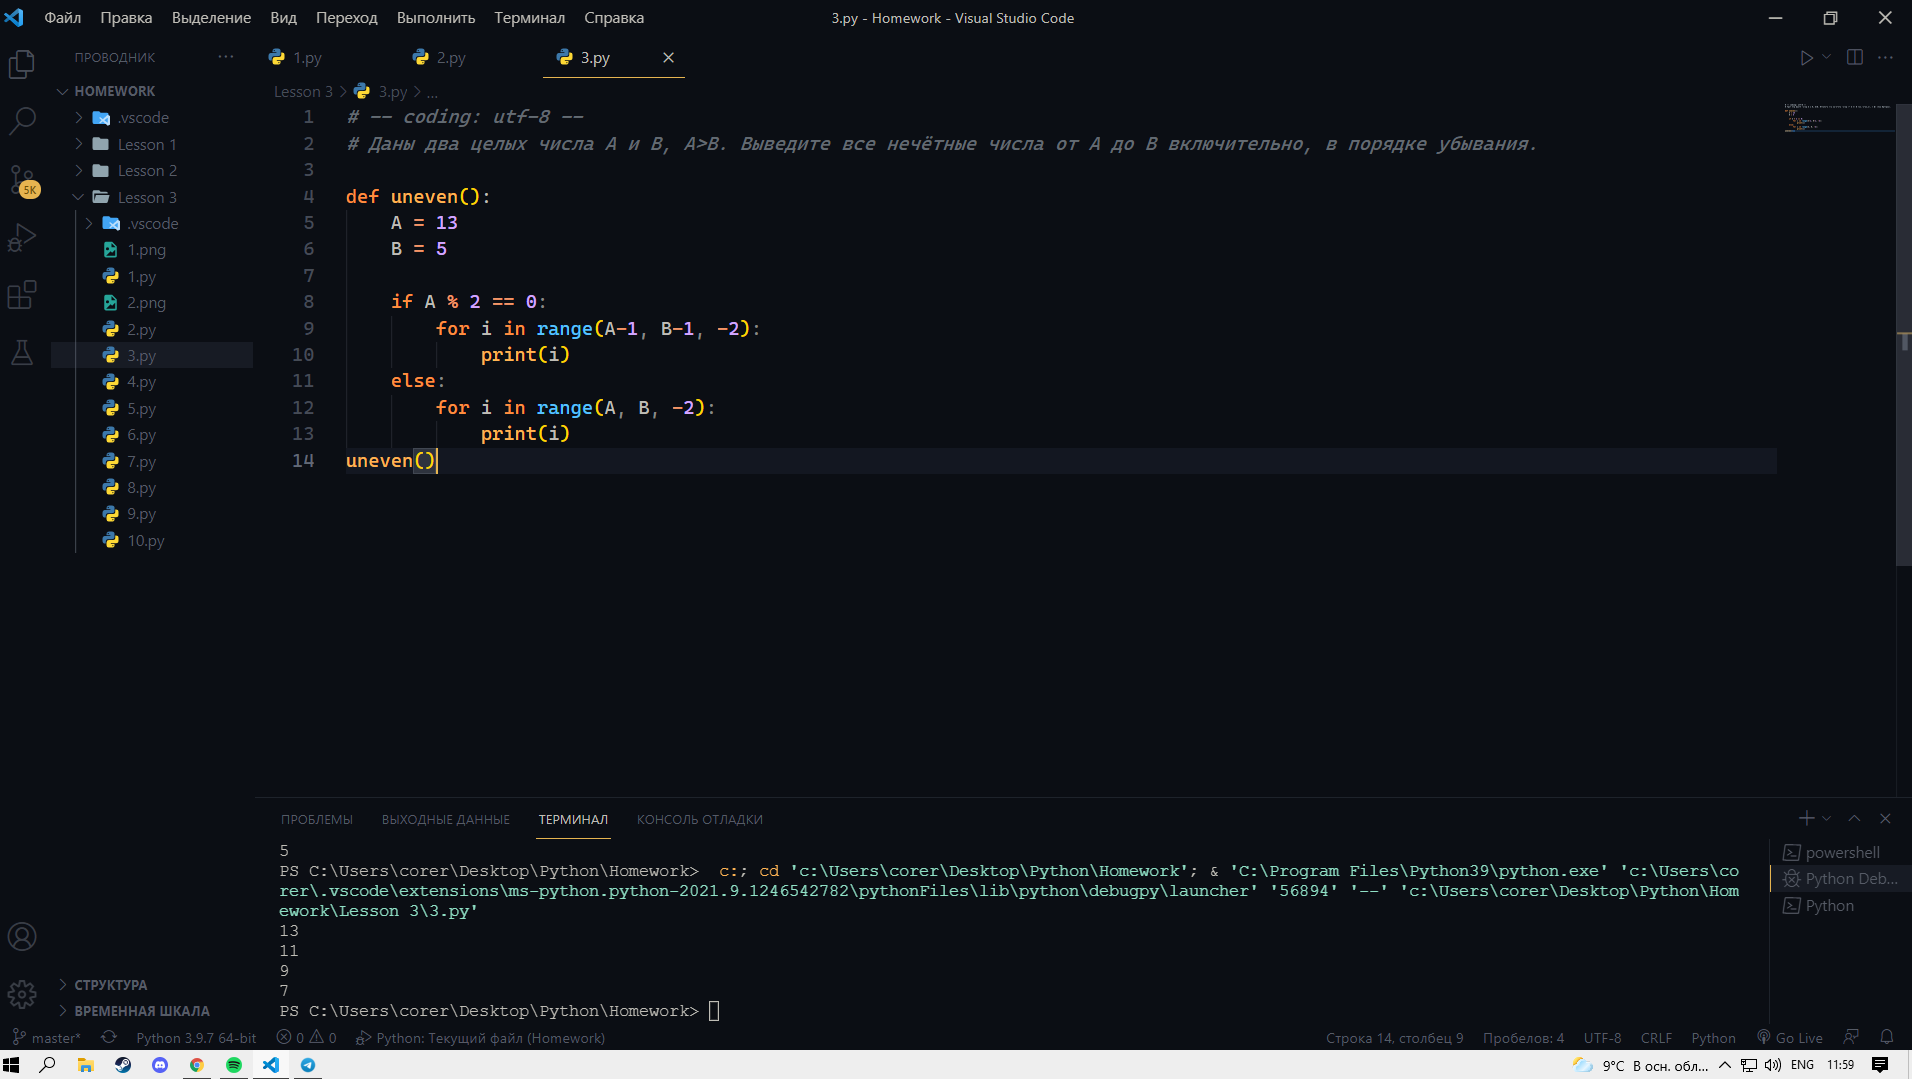 Файл Правка Выделение Вид Переход Выполнить Терминал Справка
3.py - Homework - Visual Studio Code
ПРОВОДНИК
HOMEWORK
.vscode
Lesson 1
Lesson 2
Lesson 3
.vscode
1.png
1.py
2.png
2.py
3.py
4.py
5.py
6.py
7.py
8.py
9.py
10.py
5K
СТРУКТУРА
ВРЕМЕННАЯ ШКАЛА
1.py 2.py 3.py
Lesson 3 > 3.py > ...
1 # -- coding: utf-8 --
2 # Даны два целых числа A и B, A>B. Выведите все нечётные числа от A до B включительно, в порядке убывания.
3
4 def uneven():
5 A = 13
6 B = 5
7
8 if A % 2 == 0:
9 for i in range(A-1, B-1, -2):
10 print(i)
11 else:
12 for i in range(A, B, -2):
13 print(i)
14 uneven()
ПРОБЛЕМЫ ВЫХОДНЫЕ ДАННЫЕ ТЕРМИНАЛ КОНСОЛЬ ОТЛАДКИ
5
PS C:\Users\corer\Desktop\Python\Homework> c:; cd 'c:\Users\corer\Desktop\Python\Homework'; & 'C:\Program Files\Python39\python.exe' 'c:\Users\co
rer\.vscode\extensions\ms-python.python-2021.9.1246542782\pythonFiles\lib\python\debugpy\launcher' '56894' '--' 'c:\Users\corer\Desktop\Python\Hom
ework\Lesson 3\3.py'
13
11
9
7
PS C:\Users\corer\Desktop\Python\Homework>
powershell
Python Deb...
Python
master* Python 3.9.7 64-bit 0 0 Python: Текущий файл (Homework)
Строка 14, столбец 9 Пробелов: 4 UTF-8 CRLF Python Go Live
9°C В осн. обл... ENG 11:59